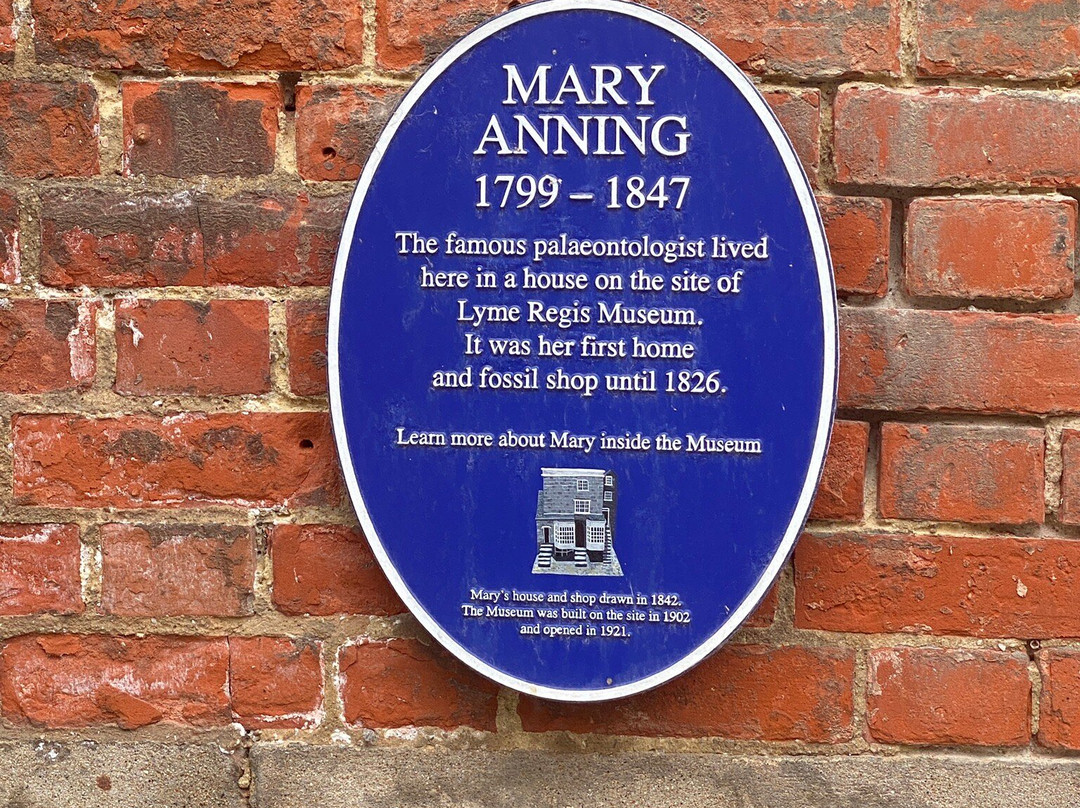 MARY
ANNING
1799 – 1847
The famous palaeontologist lived
here in a house on the site of
Lyme Regis Museum.
It was her first home
and fossil shop until 1826.
Learn more about Mary inside the Museum
Mary's house and shop drawn in 1842.
The Museum was built on the site in 1902
and opened in 1921.